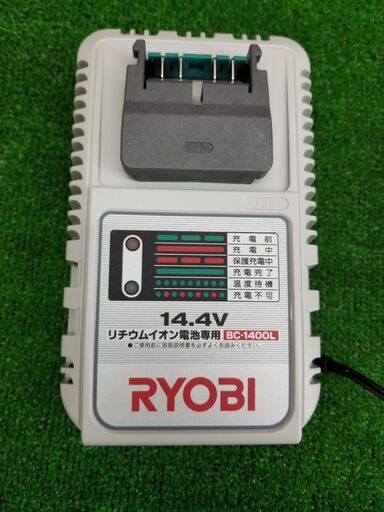 充電前
充電中
保護充電中
充電完了
温度待機
充電不可
14.4V
リチウムイオン電池専用 BC-1400L
●ご使用前に取扱説明書を必ずよくお読みください。
RYOBI